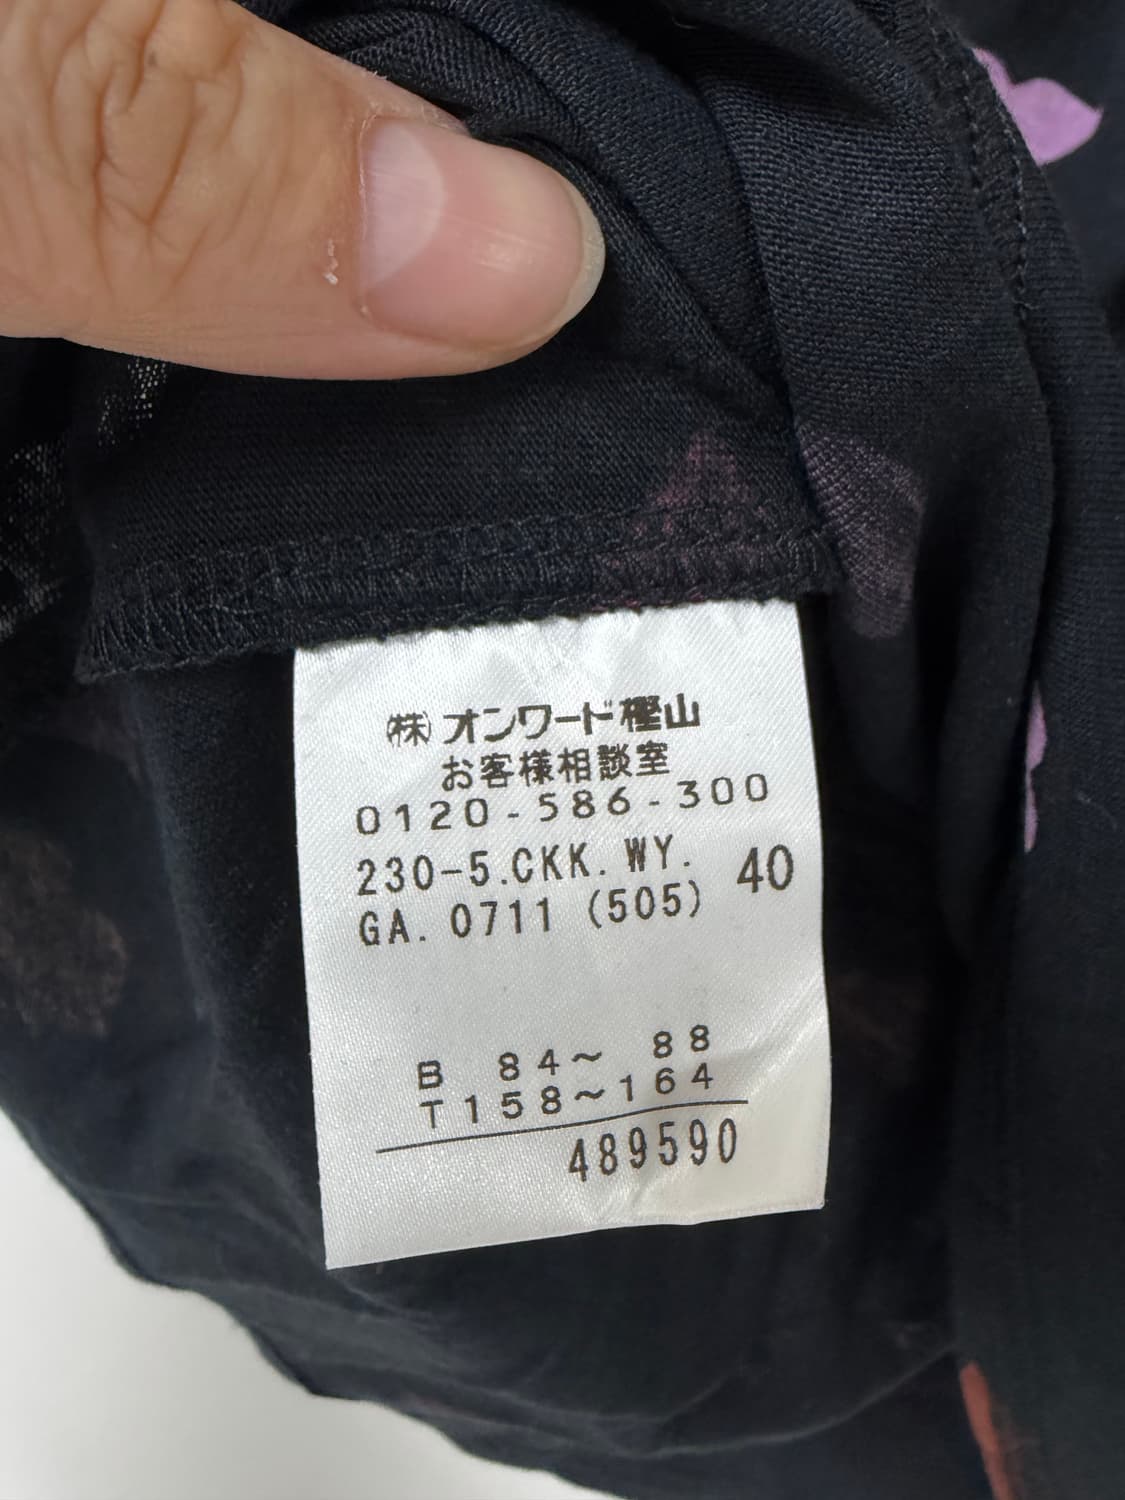 ㈱オンワード樫山
お客様相談室
0120-586-300
230-5.CKK.WY. 40
GA.0711 (505)
B 84～ 88
T158～164
489590